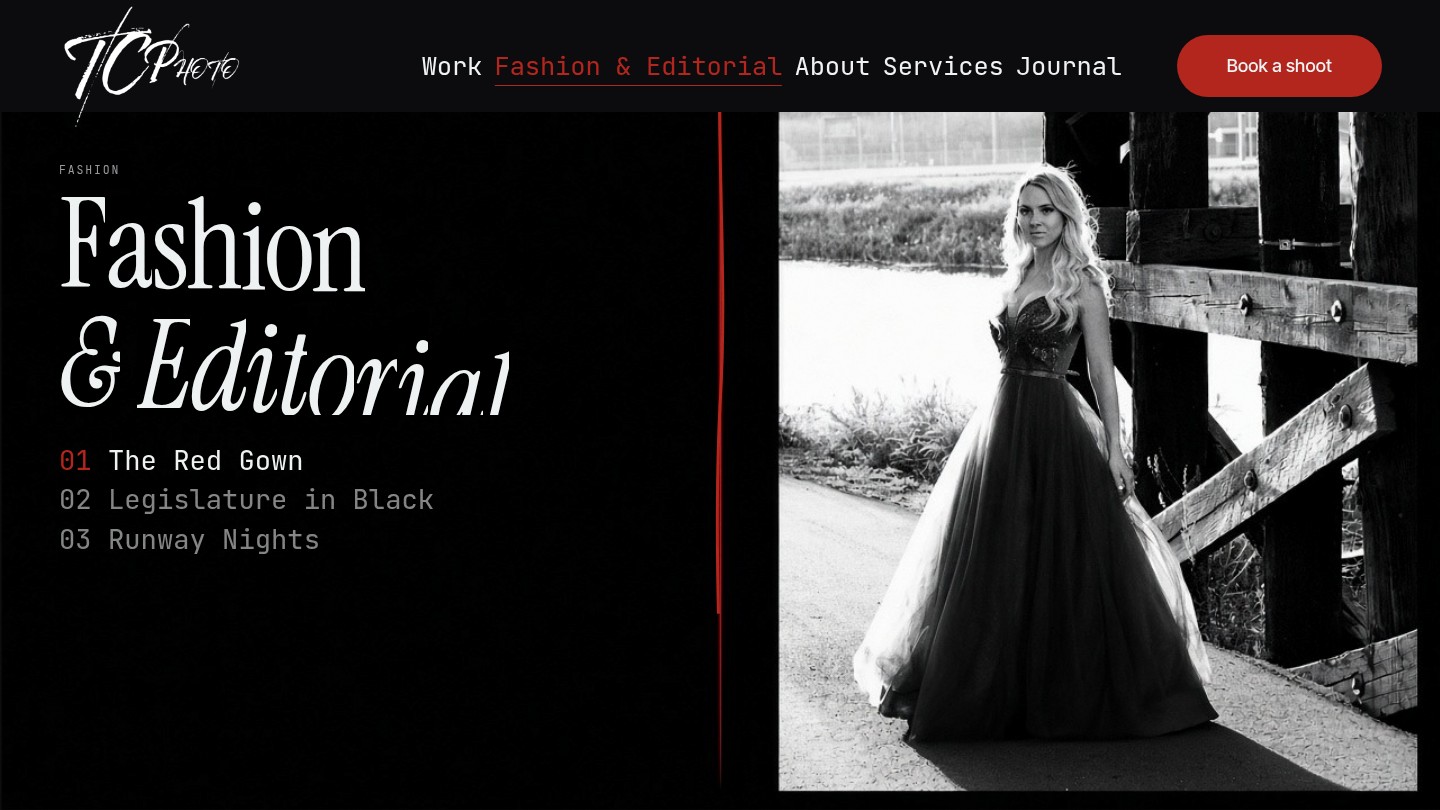 TCPHOTO
Work Fashion & Editorial About Services Journal
Book a shoot
FASHION
Fashion
& Editorial
01 The Red Gown
02 Legislature in Black
03 Runway Nights